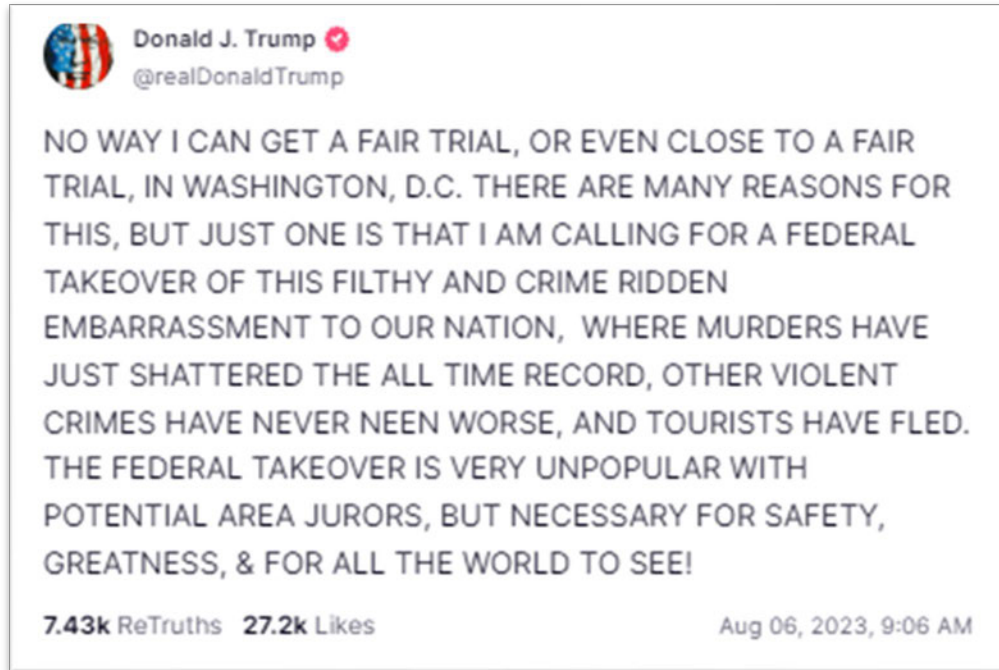 Donald J. Trump
@realDonaldTrump
NO WAY I CAN GET A FAIR TRIAL, OR EVEN CLOSE TO A FAIR
TRIAL, IN WASHINGTON, D.C. THERE ARE MANY REASONS FOR
THIS, BUT JUST ONE IS THAT I AM CALLING FOR A FEDERAL
TAKEOVER OF THIS FILTHY AND CRIME RIDDEN
EMBARRASSMENT TO OUR NATION,  WHERE MURDERS HAVE
JUST SHATTERED THE ALL TIME RECORD, OTHER VIOLENT
CRIMES HAVE NEVER NEEN WORSE, AND TOURISTS HAVE FLED.
THE FEDERAL TAKEOVER IS VERY UNPOPULAR WITH
POTENTIAL AREA JURORS, BUT NECESSARY FOR SAFETY,
GREATNESS, & FOR ALL THE WORLD TO SEE!
7.43k ReTruths 27.2k Likes Aug 06, 2023, 9:06 AM